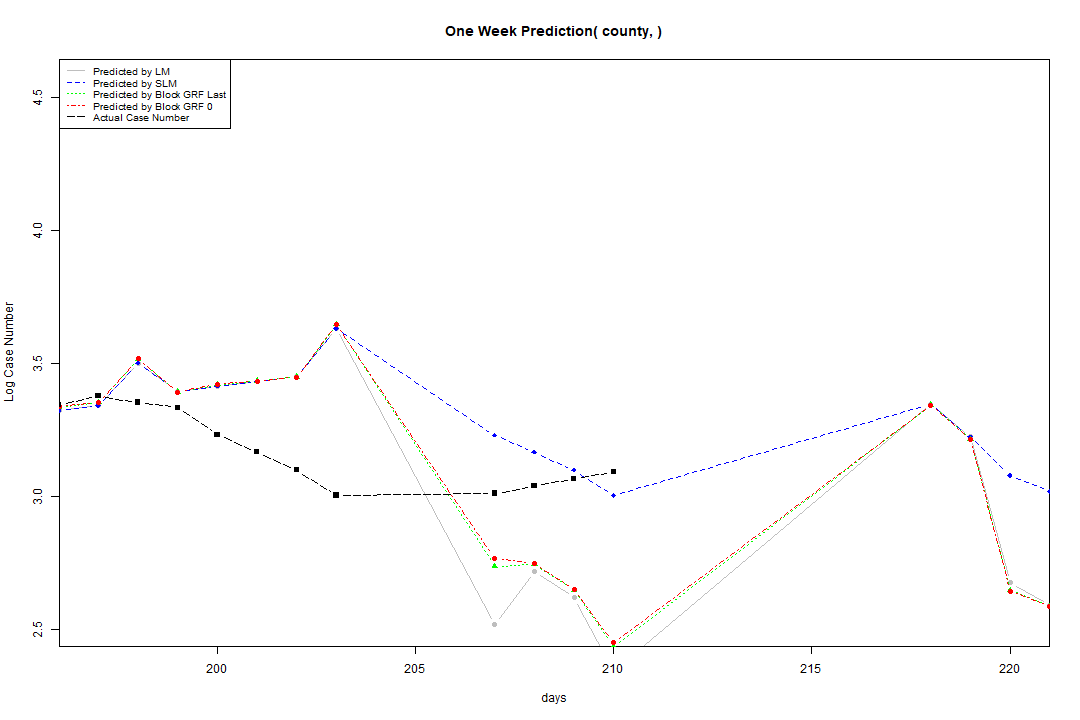 One Week Prediction( county, )
Predicted by LM
Predicted by SLM
Predicted by Block GRF Last
Predicted by Block GRF 0
Actual Case Number
4.5
4.0
3.5
3.0
2.5
Log Case Number
200 205 210 215 220
days